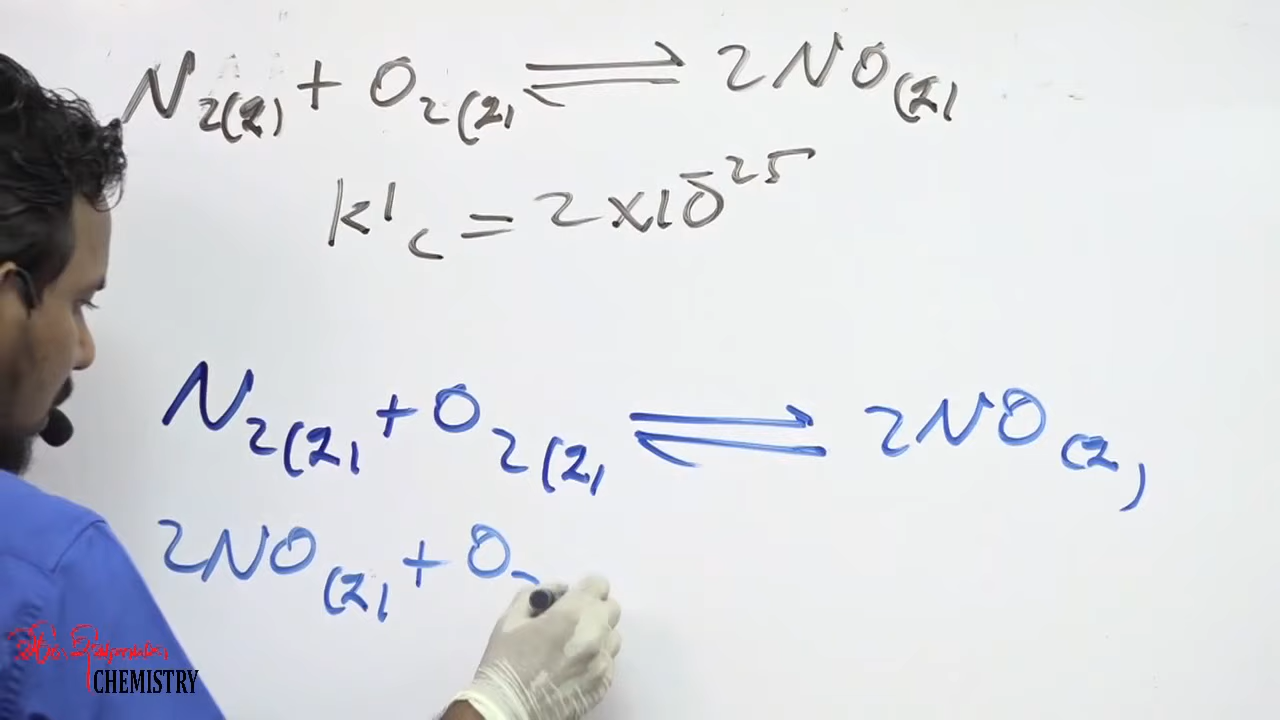 N2(g) + O2(g) ⇌ 2NO(g)
K'c = 2×10⁻²⁵
N2(g) + O2(g) ⇌ 2NO(g)
2NO(g) + O
CHEMISTRY